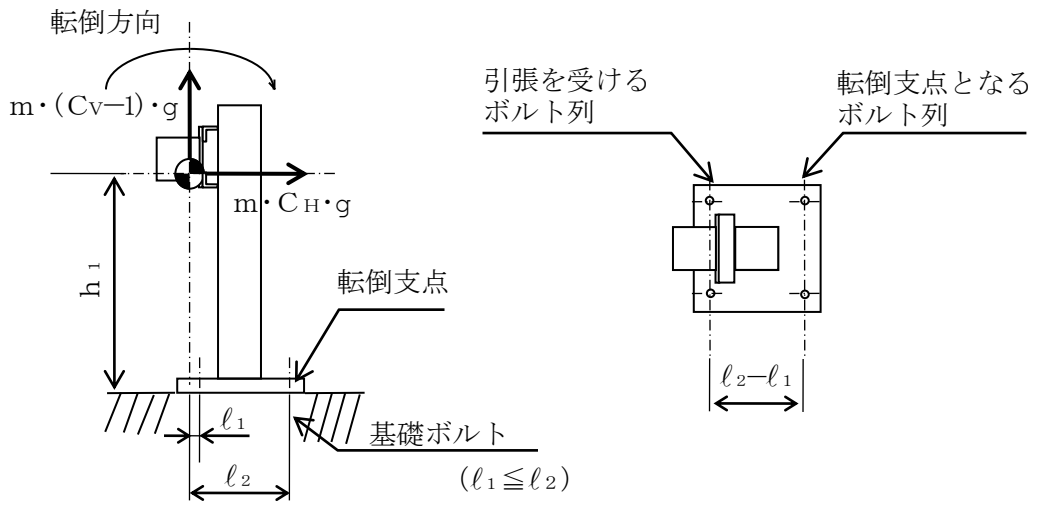 転倒方向
m・(CV－1)・g
m・CH・g
h1
転倒支点
ℓ1
ℓ2
基礎ボルト
(ℓ1≦ℓ2)
引張を受ける
ボルト列
転倒支点となる
ボルト列
ℓ2－ℓ1